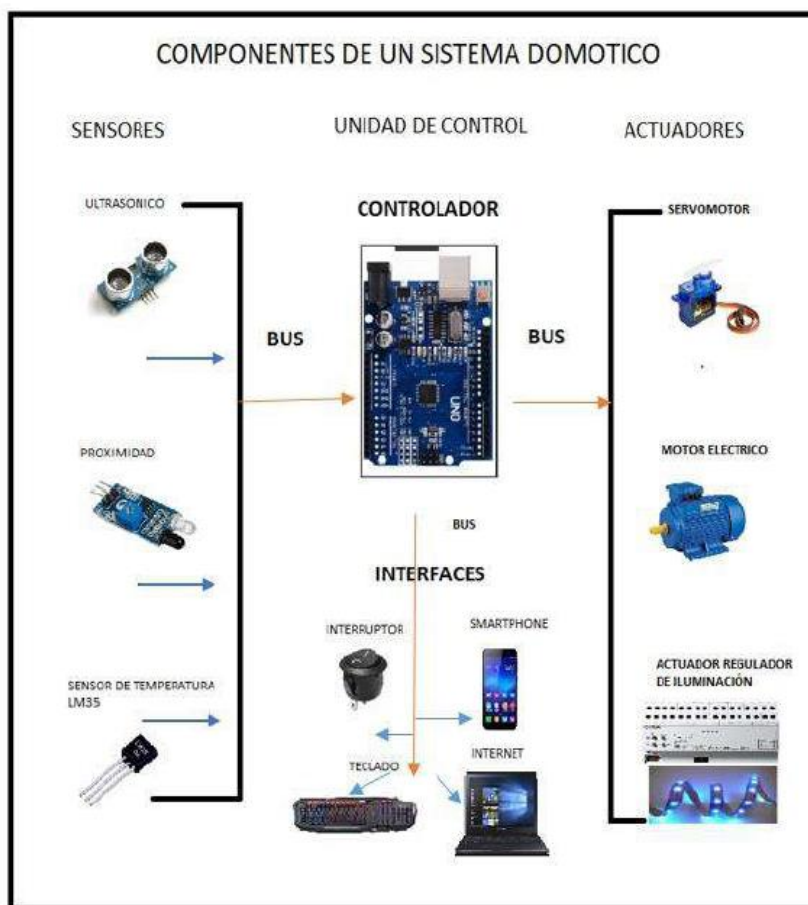 COMPONENTES DE UN SISTEMA DOMOTICO
SENSORES
UNIDAD DE CONTROL
ACTUADORES
ULTRASONICO
CONTROLADOR
SERVOMOTOR
BUS
BUS
UNO
PROXIMIDAD
MOTOR ELECTRICO
BUS
INTERFACES
INTERRUPTOR
SMARTPHONE
SENSOR DE TEMPERATURA
LM35
ACTUADOR REGULADOR
DE ILUMINACIÓN
TECLADO
INTERNET